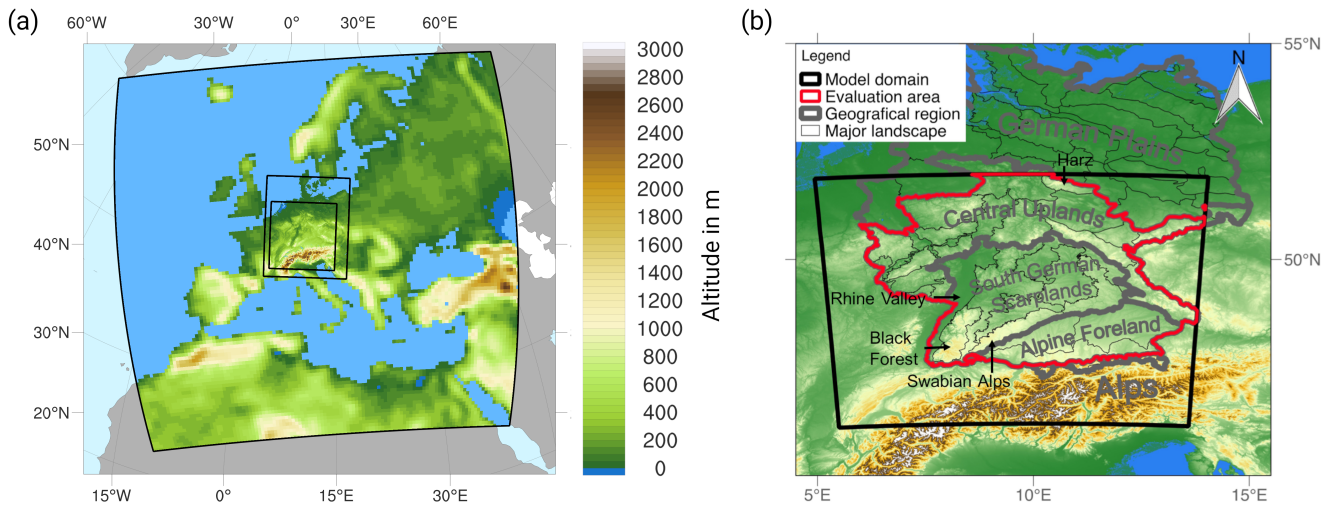 (a)
60°W 30°W 0° 30°E 60°E
50°N
40°N
30°N
20°N
15°W 0° 15°E 30°E
3000
2800
2600
2400
2200
2000
1800
1600
1400
1200
1000
800
600
400
200
0
Altitude in m
(b)
Legend
Model domain
Evaluation area
Geografical region
Major landscape
N
55°N
50°N
German Plains
Harz
Central Uplands
South German
Scarplands
Rhine Valley
Black
Forest
Alpine Foreland
Swabian Alps
Alps
5°E 10°E 15°E